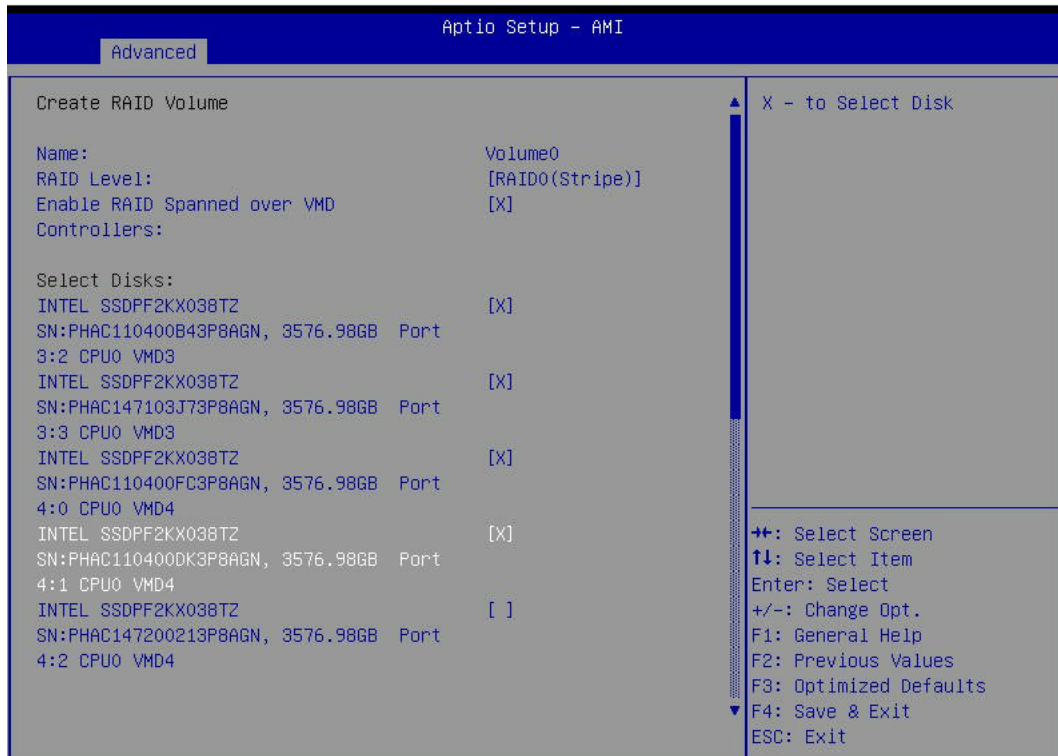 Aptio Setup - AMI
Advanced
Create RAID Volume
X - to Select Disk
Name: Volume0
RAID Level: [RAID0(Stripe)]
Enable RAID Spanned over VMD [X]
Controllers:
Select Disks:
INTEL SSDPF2KX038TZ [X]
SN:PHAC110400B43P8AGN, 3576.98GB Port
3:2 CPU0 VMD3
INTEL SSDPF2KX038TZ [X]
SN:PHAC147103J73P8AGN, 3576.98GB Port
3:3 CPU0 VMD3
INTEL SSDPF2KX038TZ [X]
SN:PHAC110400FC3P8AGN, 3576.98GB Port
4:0 CPU0 VMD4
INTEL SSDPF2KX038TZ [X]
SN:PHAC110400DK3P8AGN, 3576.98GB Port
4:1 CPU0 VMD4
INTEL SSDPF2KX038TZ [ ]
SN:PHAC147200213P8AGN, 3576.98GB Port
4:2 CPU0 VMD4
→←: Select Screen
↑↓: Select Item
Enter: Select
+/-: Change Opt.
F1: General Help
F2: Previous Values
F3: Optimized Defaults
F4: Save & Exit
ESC: Exit